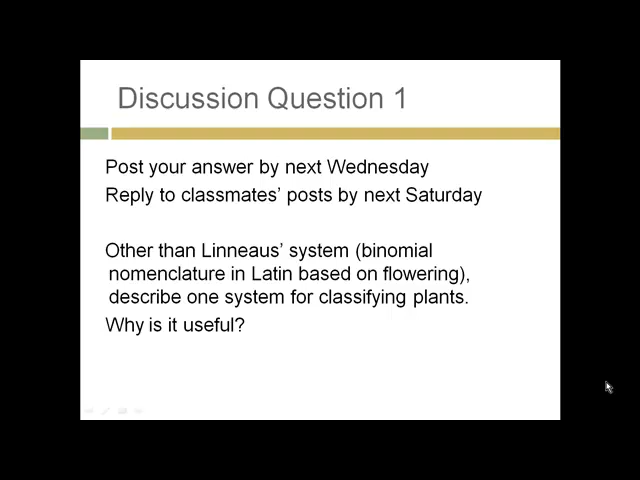 Discussion Question 1
Post your answer by next Wednesday
Reply to classmates' posts by next Saturday
Other than Linneaus' system (binomial
nomenclature in Latin based on flowering),
describe one system for classifying plants.
Why is it useful?